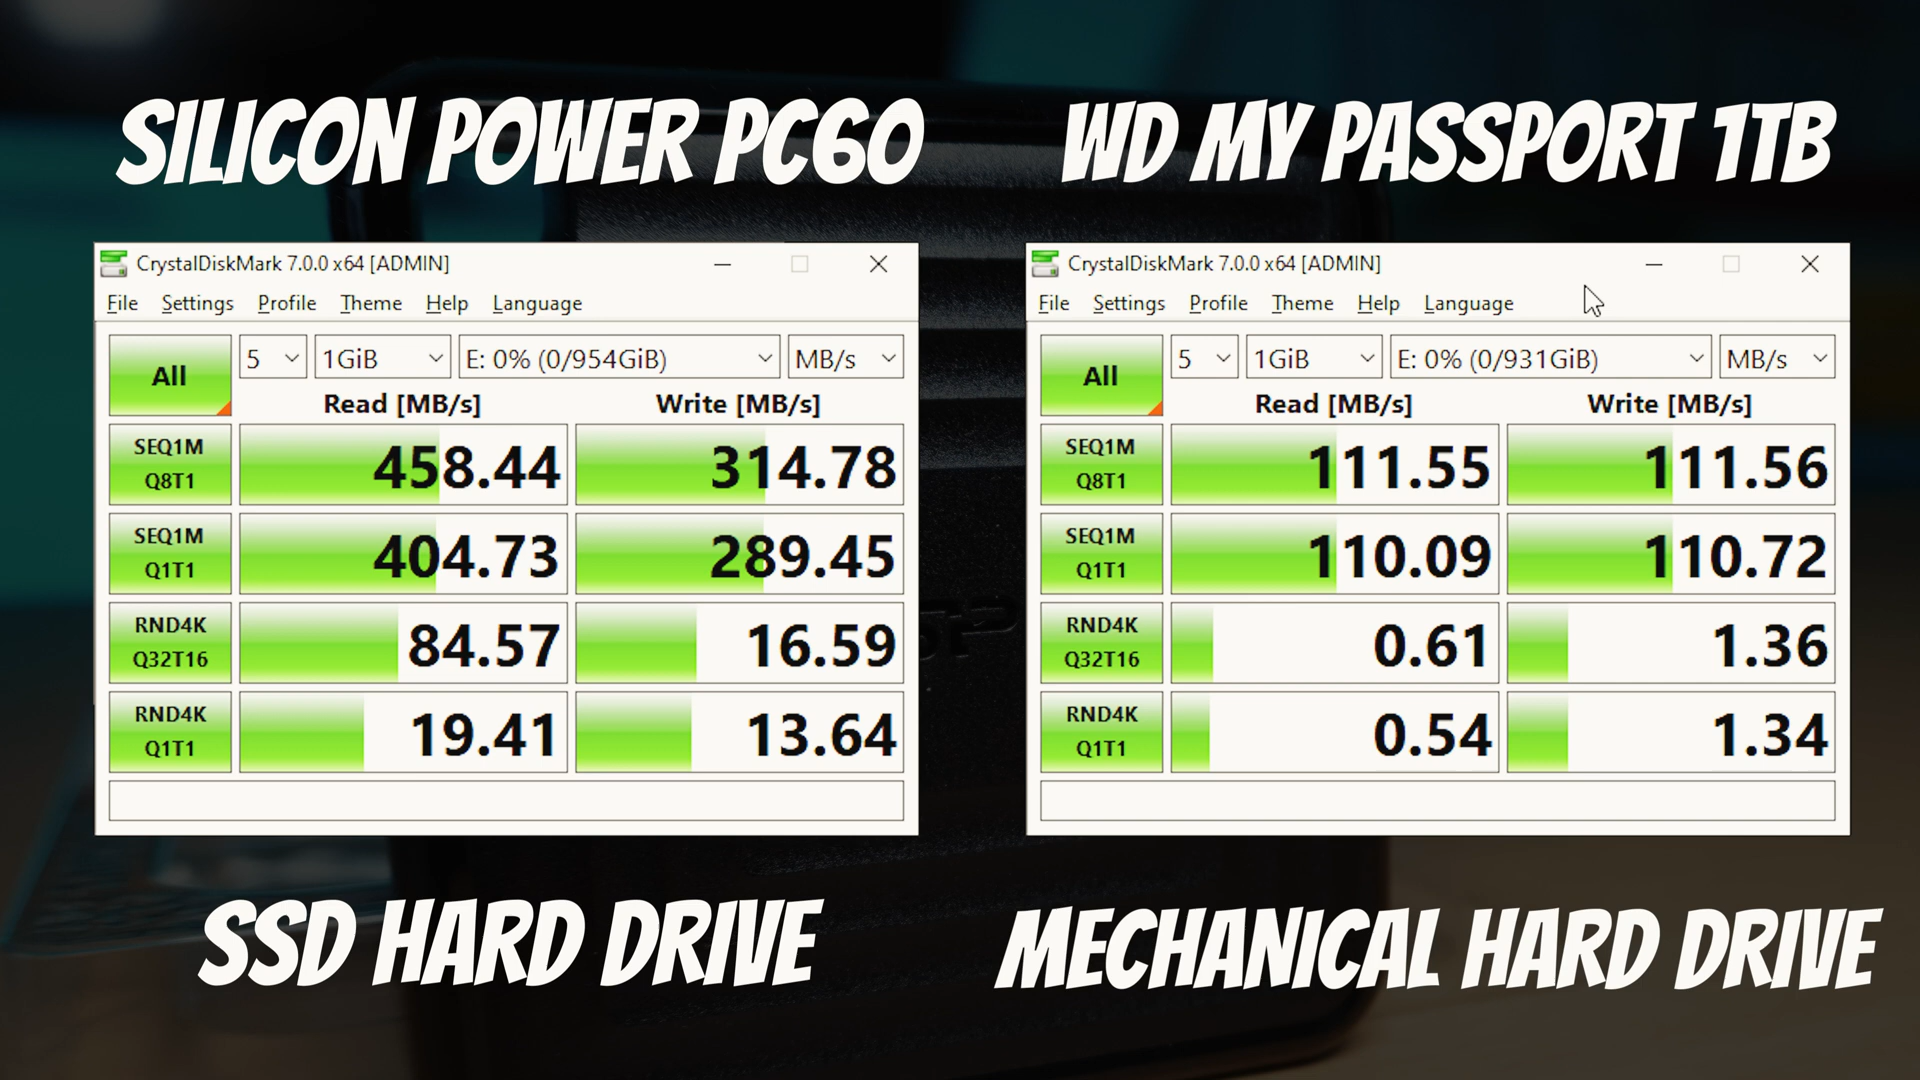 SILICON POWER PC60
WD MY PASSPORT 1TB
CrystalDiskMark 7.0.0 x64 [ADMIN]
File Settings Profile Theme Help Language
All
5 1GiB E: 0% (0/954GiB) MB/s
Read [MB/s] Write [MB/s]
SEQ1M
Q8T1
458.44 314.78
SEQ1M
Q1T1
404.73 289.45
RND4K
Q32T16
84.57 16.59
RND4K
Q1T1
19.41 13.64
CrystalDiskMark 7.0.0 x64 [ADMIN]
File Settings Profile Theme Help Language
All
5 1GiB E: 0% (0/931GiB) MB/s
Read [MB/s] Write [MB/s]
SEQ1M
Q8T1
111.55 111.56
SEQ1M
Q1T1
110.09 110.72
RND4K
Q32T16
0.61 1.36
RND4K
Q1T1
0.54 1.34
SSD HARD DRIVE
MECHANICAL HARD DRIVE